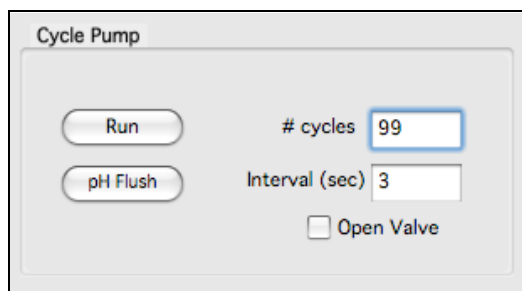 Cycle Pump
Run
# cycles 99
pH Flush
Interval (sec) 3
Open Valve